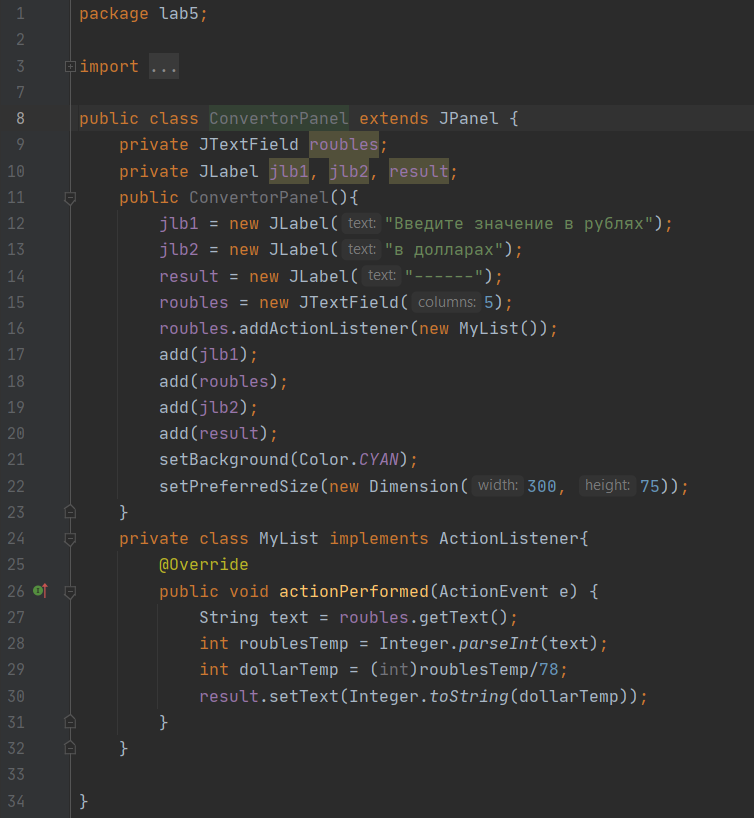 1 package lab5;
2
3 import ...
7
8 public class ConvertorPanel extends JPanel {
9 private JTextField roubles;
10 private JLabel jlb1, jlb2, result;
11 public ConvertorPanel(){
12 jlb1 = new JLabel( text: "Введите значение в рублях");
13 jlb2 = new JLabel( text: "в долларах");
14 result = new JLabel( text: "------");
15 roubles = new JTextField( columns: 5);
16 roubles.addActionListener(new MyList());
17 add(jlb1);
18 add(roubles);
19 add(jlb2);
20 add(result);
21 setBackground(Color.CYAN);
22 setPreferredSize(new Dimension( width: 300, height: 75));
23 }
24 private class MyList implements ActionListener{
25 @Override
26 public void actionPerformed(ActionEvent e) {
27 String text = roubles.getText();
28 int roublesTemp = Integer.parseInt(text);
29 int dollarTemp = (int)roublesTemp/78;
30 result.setText(Integer.toString(dollarTemp));
31 }
32 }
33
34 }